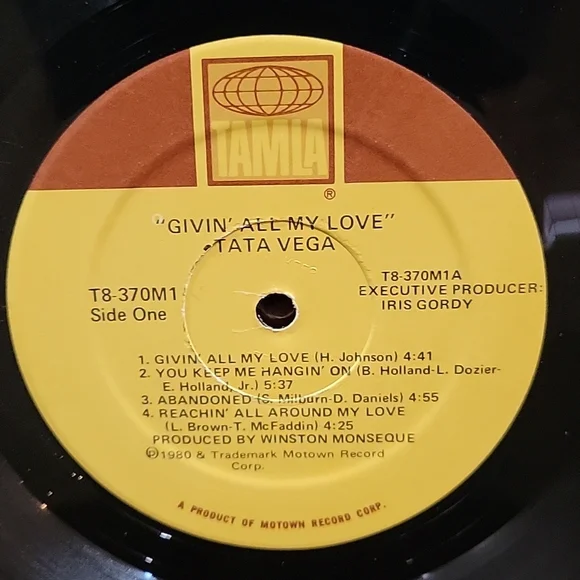 TAMLA
®
"GIVIN' ALL MY LOVE"
TATA VEGA
T8-370M1
Side One
T8-370M1A
EXECUTIVE PRODUCER:
IRIS GORDY
1. GIVIN' ALL MY LOVE (H. Johnson) 4:41
2. YOU KEEP ME HANGIN' ON (B. Holland-L. Dozier-
E. Holland, Jr.) 5:37
3. ABANDONED (S. Milburn-D. Daniels) 4:55
4. REACHIN' ALL AROUND MY LOVE
(L. Brown-T. McFaddin) 4:25
PRODUCED BY WINSTON MONSEQUE
℗1980 & Trademark Motown Record
Corp.
A PRODUCT OF MOTOWN RECORD CORP.